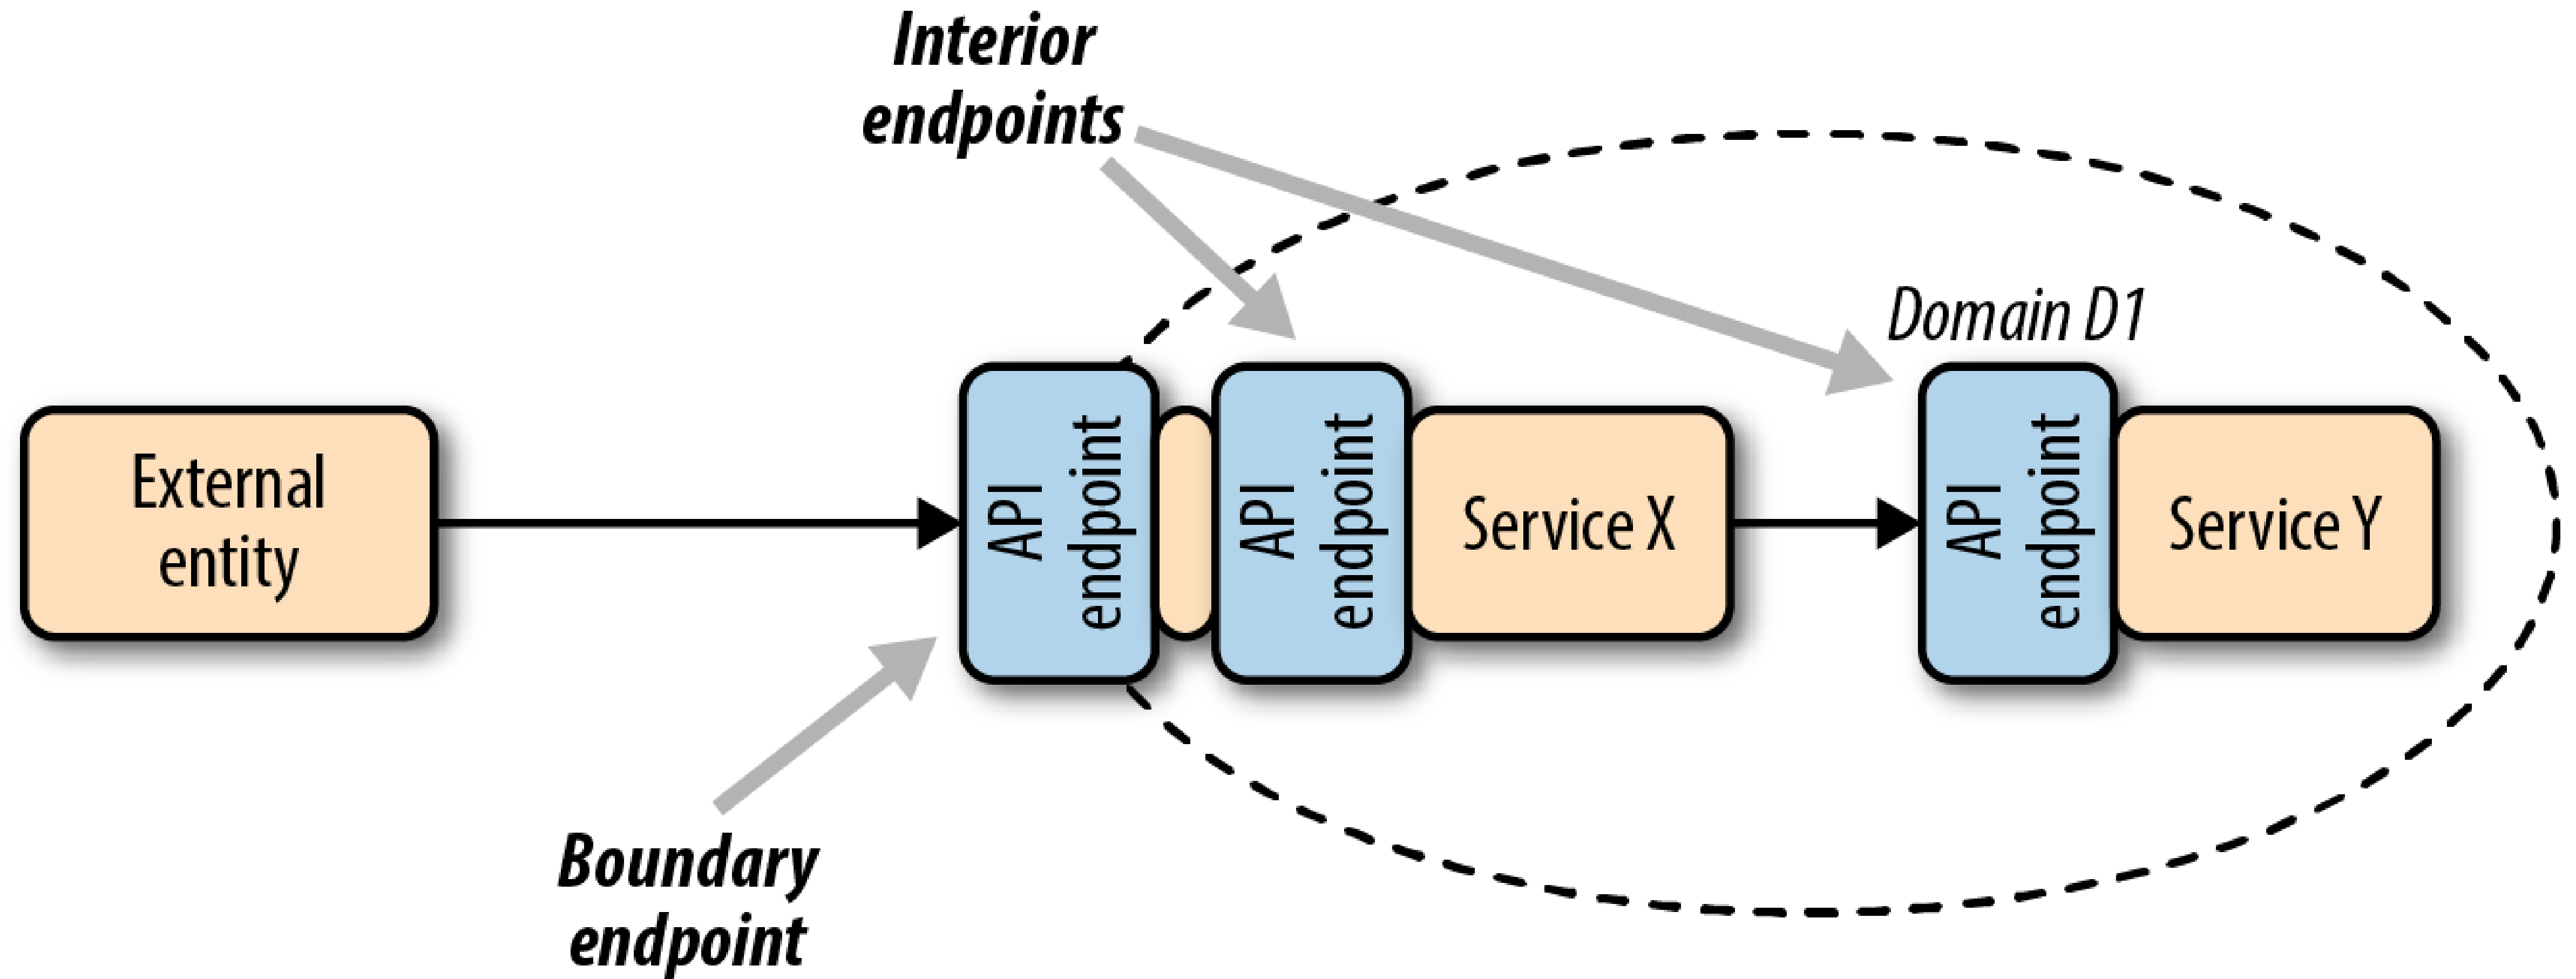 Interior
endpoints
Domain D1
External
entity
API
endpoint
API
endpoint
Service X
API
endpoint
Service Y
Boundary
endpoint